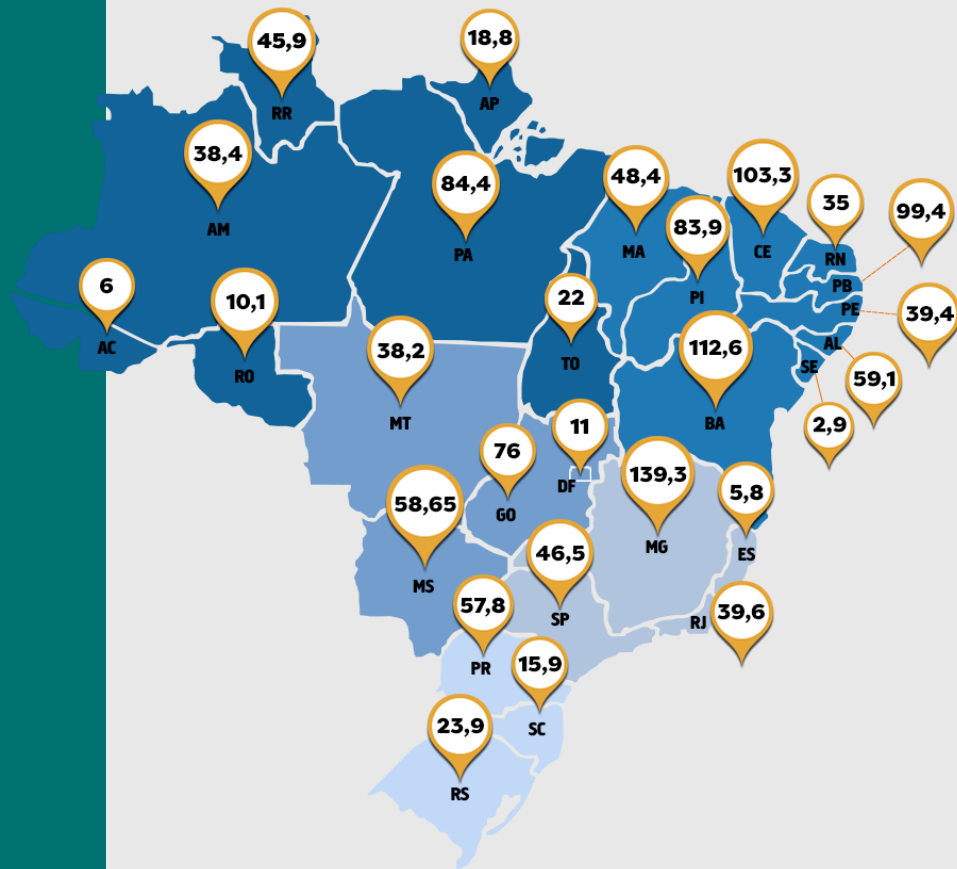 45,9
RR
18,8
AP
38,4
AM
84,4
PA
48,4
MA
83,9
PI
103,3
CE
35
RN
99,4
PB
39,4
PE
59,1
AL
2,9
SE
6
AC
10,1
RO
38,2
MT
22
TO
112,6
BA
11
DF
76
GO
58,65
MS
139,3
MG
5,8
ES
46,5
SP
39,6
RJ
57,8
PR
15,9
SC
23,9
RS